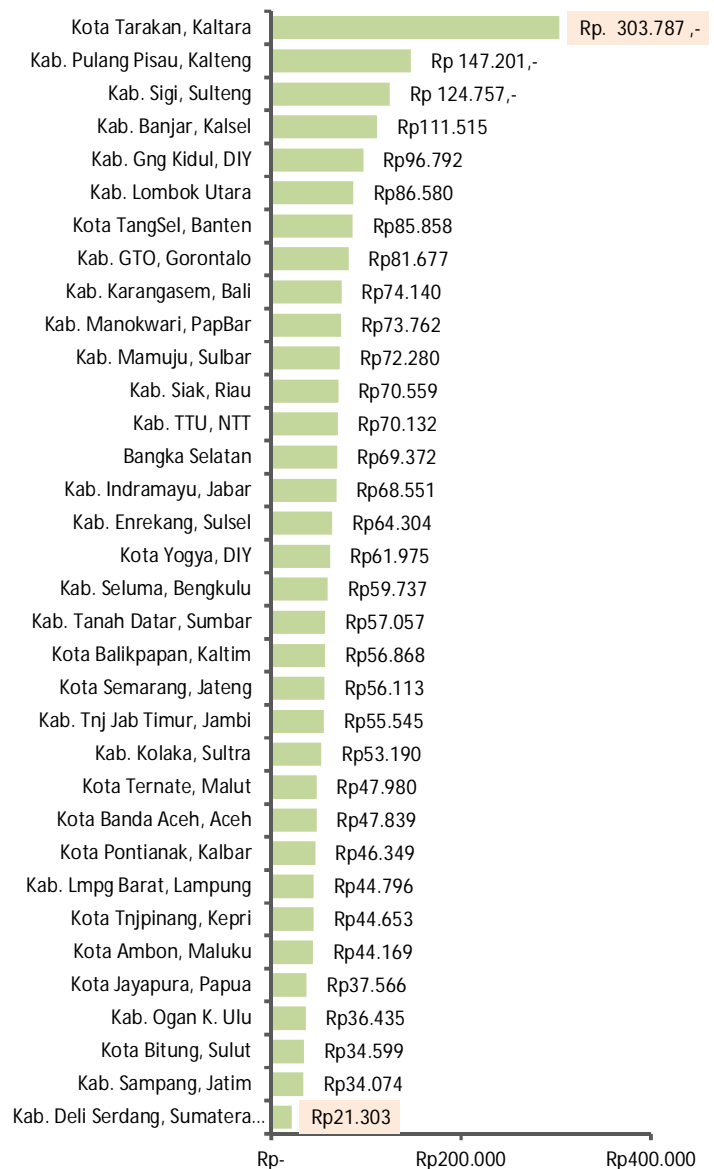 Kota Tarakan, Kaltara Rp. 303.787 ,-
Kab. Pulang Pisau, Kalteng Rp 147.201,-
Kab. Sigi, Sulteng Rp 124.757,-
Kab. Banjar, Kalsel Rp111.515
Kab. Gng Kidul, DIY Rp96.792
Kab. Lombok Utara Rp86.580
Kota TangSel, Banten Rp85.858
Kab. GTO, Gorontalo Rp81.677
Kab. Karangasem, Bali Rp74.140
Kab. Manokwari, PapBar Rp73.762
Kab. Mamuju, Sulbar Rp72.280
Kab. Siak, Riau Rp70.559
Kab. TTU, NTT Rp70.132
Bangka Selatan Rp69.372
Kab. Indramayu, Jabar Rp68.551
Kab. Enrekang, Sulsel Rp64.304
Kota Yogya, DIY Rp61.975
Kab. Seluma, Bengkulu Rp59.737
Kab. Tanah Datar, Sumbar Rp57.057
Kota Balikpapan, Kaltim Rp56.868
Kota Semarang, Jateng Rp56.113
Kab. Tnj Jab Timur, Jambi Rp55.545
Kab. Kolaka, Sultra Rp53.190
Kota Ternate, Malut Rp47.980
Kota Banda Aceh, Aceh Rp47.839
Kota Pontianak, Kalbar Rp46.349
Kab. Lmpg Barat, Lampung Rp44.796
Kota Tnjpinang, Kepri Rp44.653
Kota Ambon, Maluku Rp44.169
Kota Jayapura, Papua Rp37.566
Kab. Ogan K. Ulu Rp36.435
Kota Bitung, Sulut Rp34.599
Kab. Sampang, Jatim Rp34.074
Kab. Deli Serdang, Sumatera... Rp21.303
Rp- Rp200.000 Rp400.000